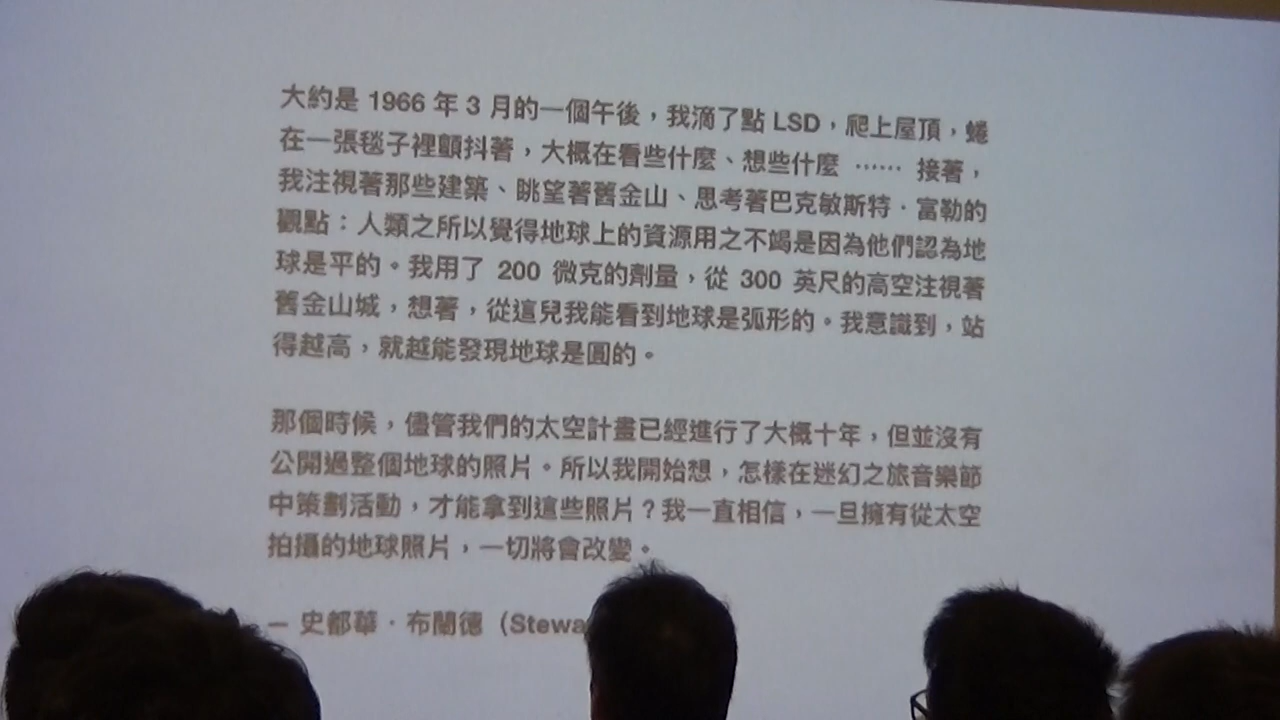 大約是 1966 年 3 月的一個午後，我滴了點 LSD，爬上屋頂，蜷
在一張毯子裡顫抖著，大概在看些什麼、想些什麼 …… 接著，
我注視著那些建築、眺望著舊金山、思考著巴克敏斯特．富勒的
觀點：人類之所以覺得地球上的資源用之不竭是因為他們認為地
球是平的。我用了 200 微克的劑量，從 300 英尺的高空注視著
舊金山城，想著，從這兒我能看到地球是弧形的。我意識到，站
得越高，就越能發現地球是圓的。
那個時候，儘管我們的太空計畫已經進行了大概十年，但並沒有
公開過整個地球的照片。所以我開始想，怎樣在迷幻之旅音樂節
中策劃活動，才能拿到這些照片？我一直相信，一旦擁有從太空
拍攝的地球照片，一切將會改變。
— 史都華．布蘭德（Stewa